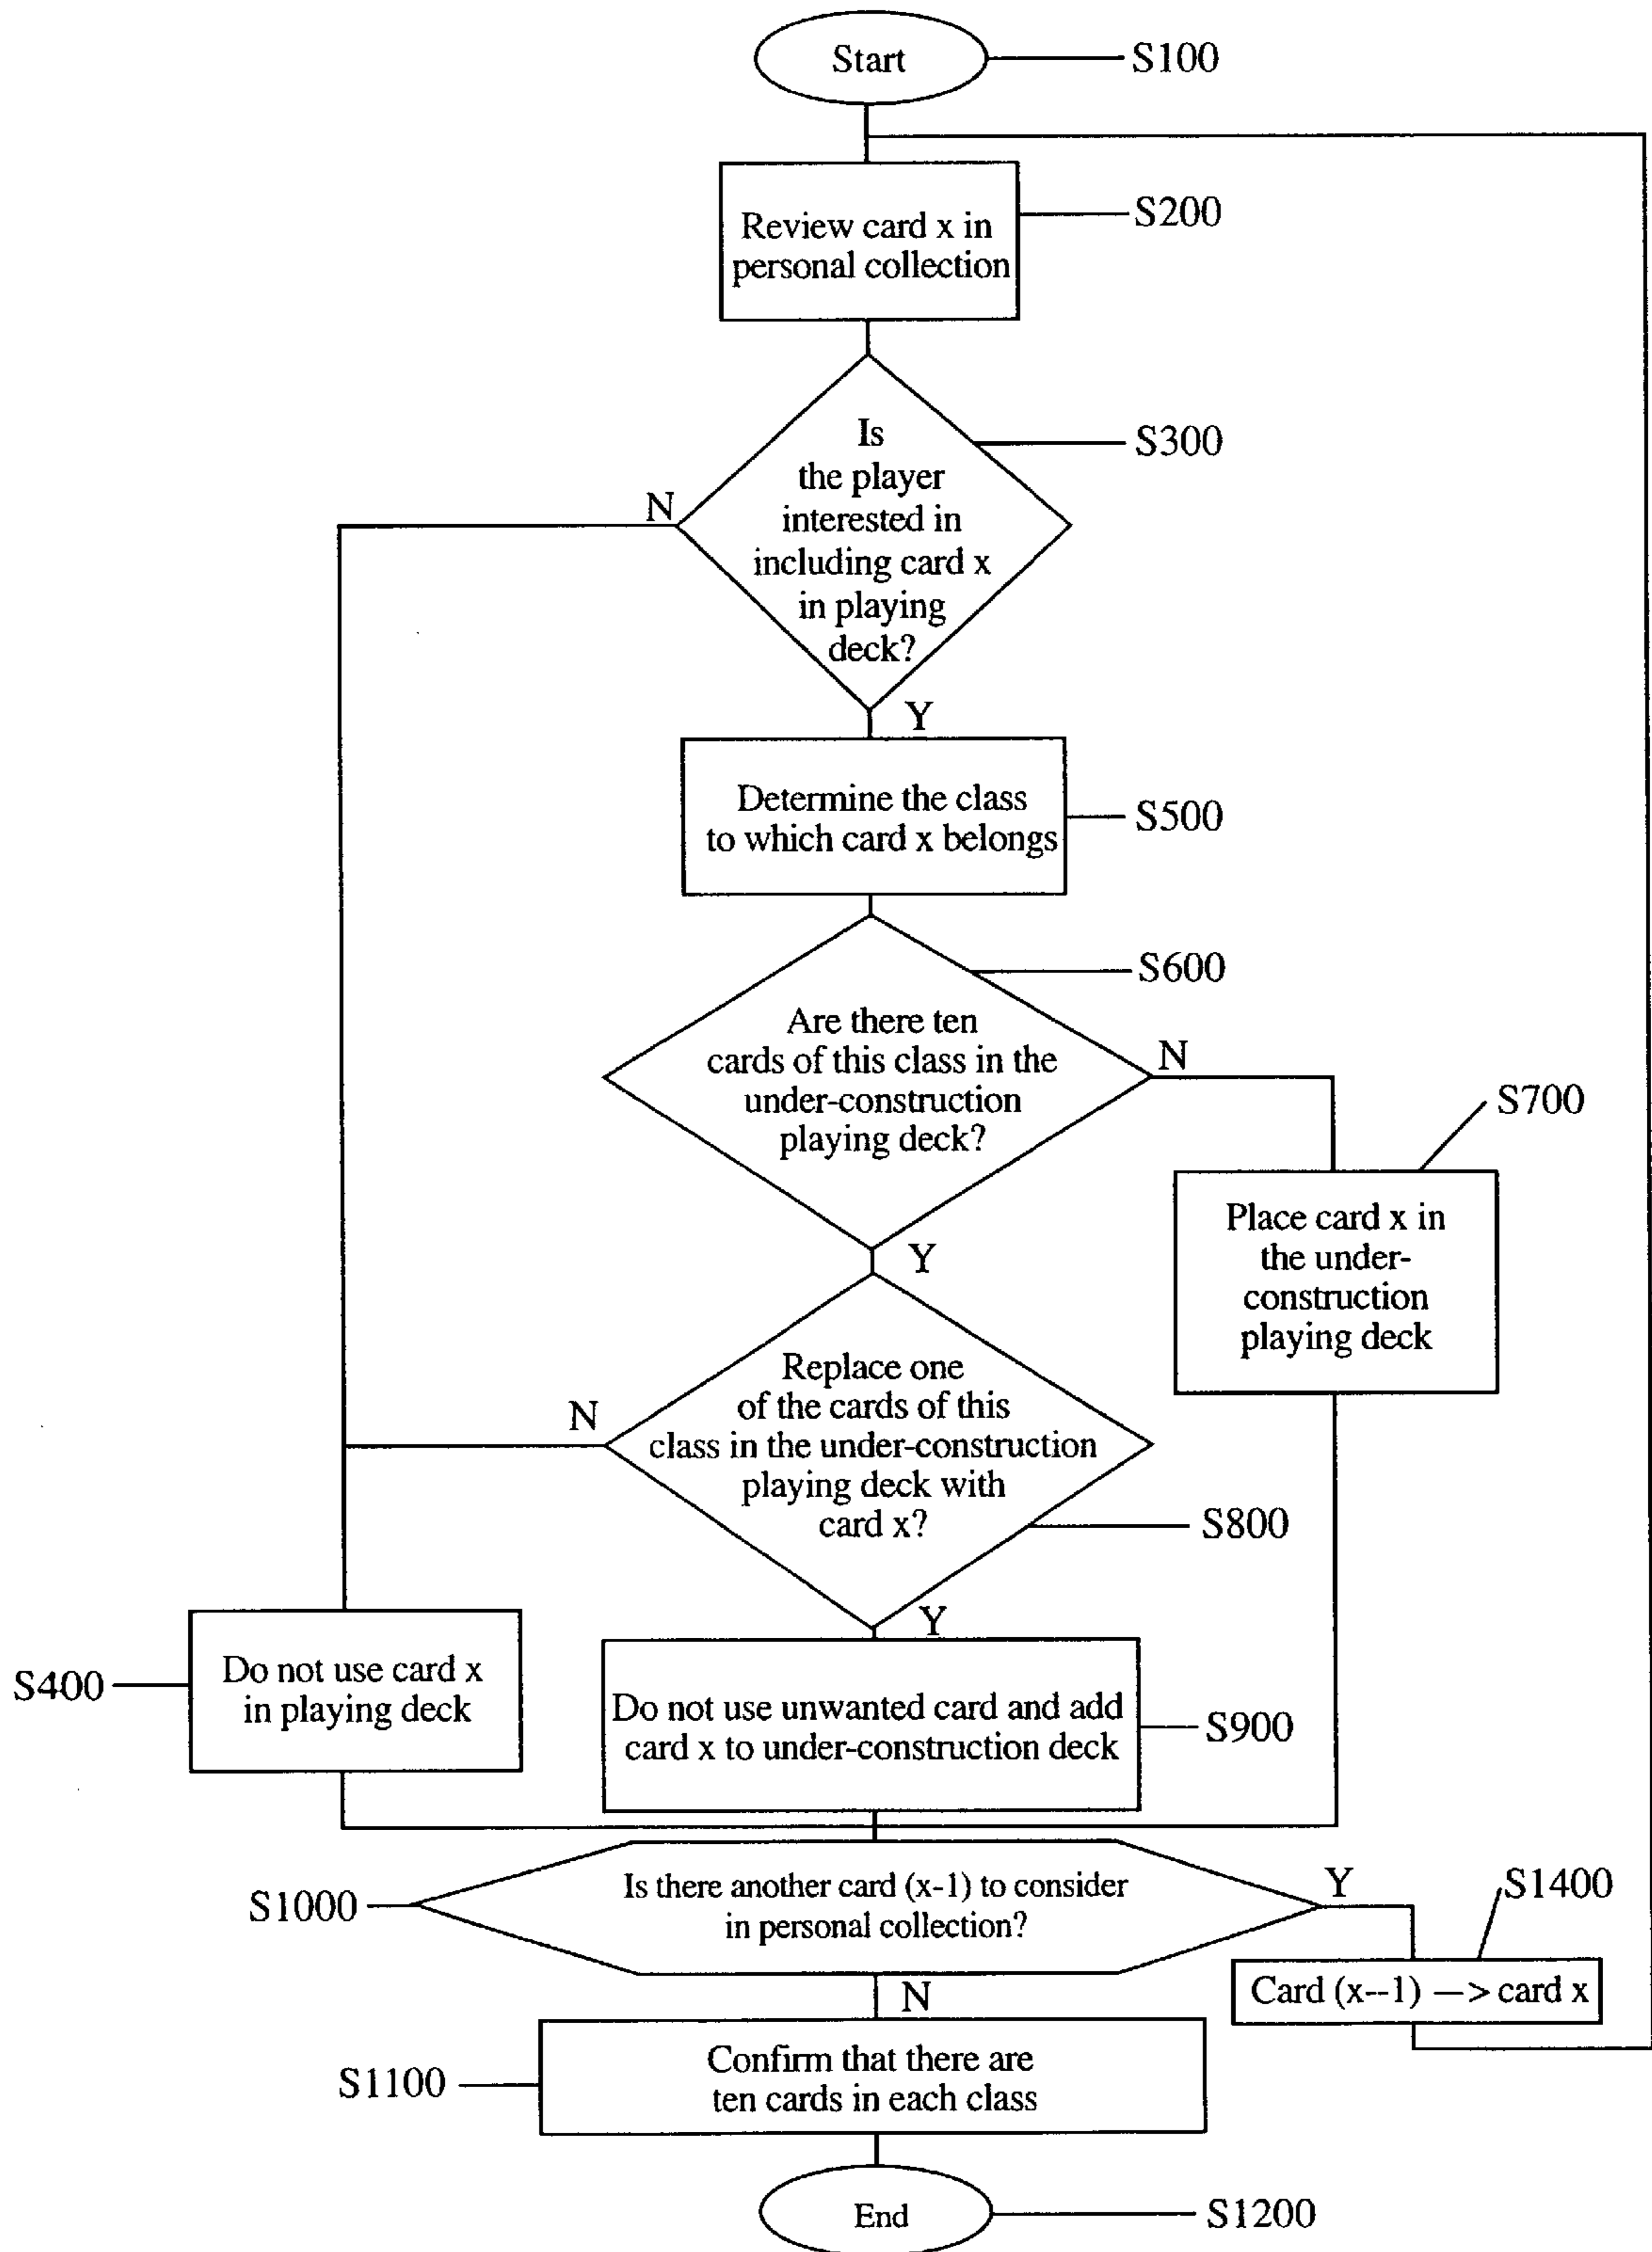 Start
S100
Review card x in
personal collection
S200
Is
the player
interested in
including card x
in playing
deck?
S300
N
Y
Determine the class
to which card x belongs
S500
Are there ten
cards of this class in the
under-construction
playing deck?
S600
N
S700
Y
Place card x in
the under-
construction
playing deck
Replace one
of the cards of this
class in the under-construction
playing deck with
card x?
N
S800
Y
S400
Do not use card x
in playing deck
Do not use unwanted card and add
card x to under-construction deck
S900
S1000
Is there another card (x-1) to consider
in personal collection?
Y
S1400
Card (x--1) —> card x
N
S1100
Confirm that there are
ten cards in each class
End
S1200